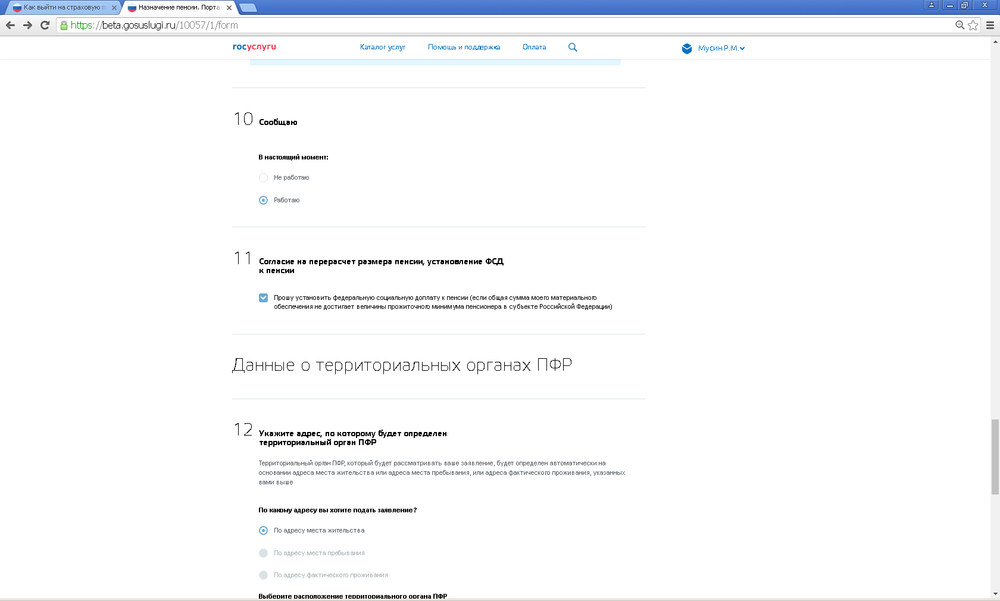 Как выйти на страховую п
Назначение пенсии. Порта
https://beta.gosuslugi.ru/10057/1/form
госуслуги
Каталог услуг
Помощь и поддержка
Оплата
Мусин Р.М.
10 Сообщаю
В настоящий момент:
Не работаю
Работаю
11 Согласие на перерасчет размера пенсии, установление ФСД
к пенсии
Прошу установить федеральную социальную доплату к пенсии (если общая сумма моего материального
обеспечения не достигает величины прожиточного минимума пенсионера в субъекте Российской Федерации)
Данные о территориальных органах ПФР
12 Укажите адрес, по которому будет определен
территориальный орган ПФР
Территориальный орган ПФР, который будет рассматривать ваше заявление, будет определен автоматически на
основании адреса места жительства или адреса места пребывания, или адреса фактического проживания, указанных
вами выше
По какому адресу вы хотите подать заявление?
По адресу места жительства
По адресу места пребывания
По адресу фактического проживания
Выберите расположение территориального органа ПФР